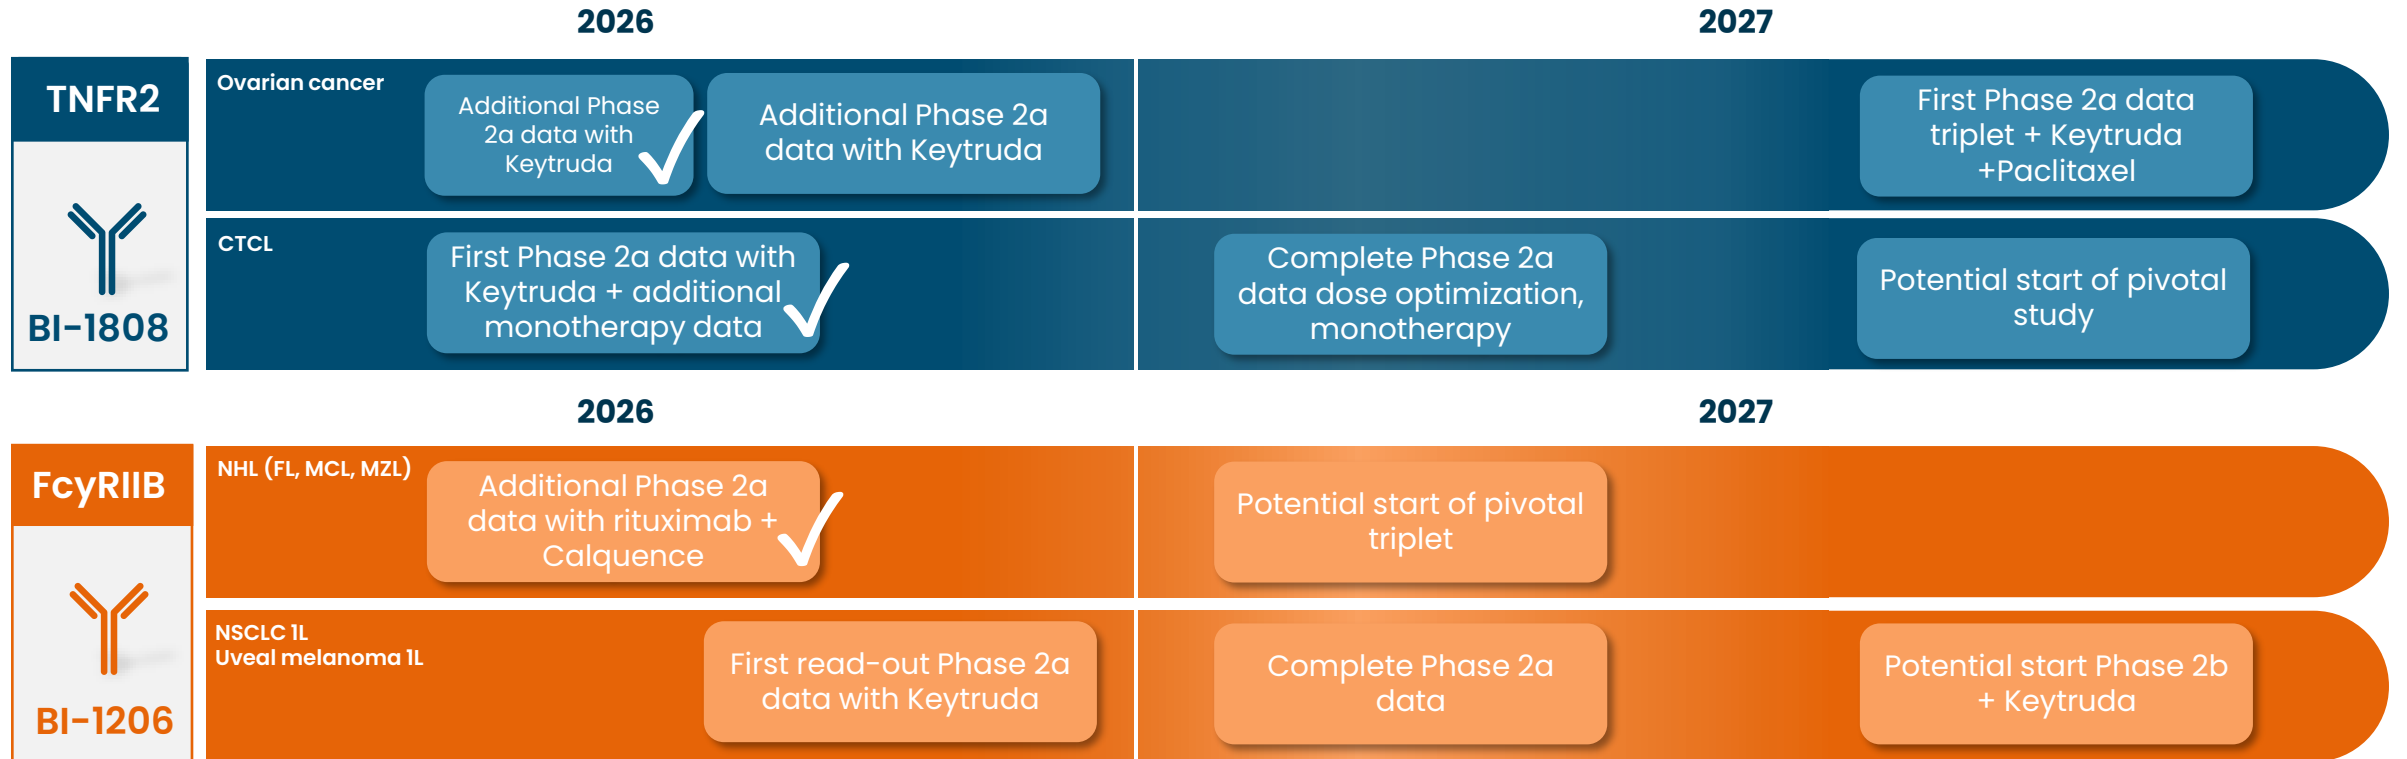 2026
2027
TNFR2
BI-1808
Ovarian cancer
Additional Phase
2a data with
Keytruda
Additional Phase 2a
data with Keytruda
First Phase 2a data
triplet + Keytruda
+Paclitaxel
CTCL
First Phase 2a data with
Keytruda + additional
monotherapy data
Complete Phase 2a
data dose optimization,
monotherapy
Potential start of pivotal
study
2026
2027
FcyRIIB
BI-1206
NHL (FL, MCL, MZL)
Additional Phase 2a
data with rituximab +
Calquence
Potential start of pivotal
triplet
NSCLC 1L
Uveal melanoma 1L
First read-out Phase 2a
data with Keytruda
Complete Phase 2a
data
Potential start Phase 2b
+ Keytruda